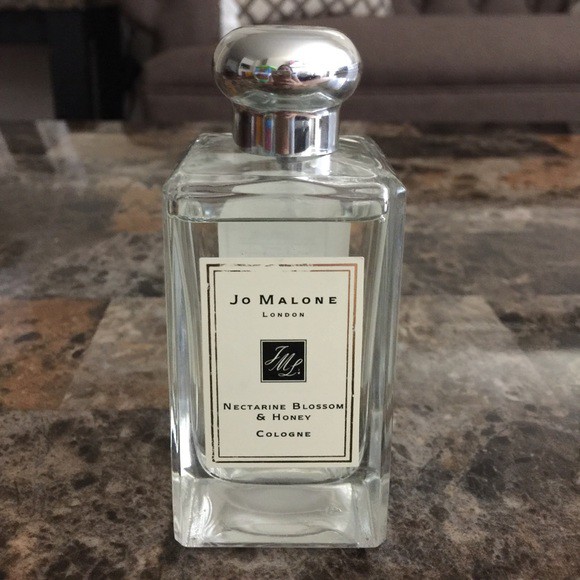 Jo Malone
London
JML
Nectarine Blossom
& Honey
Cologne